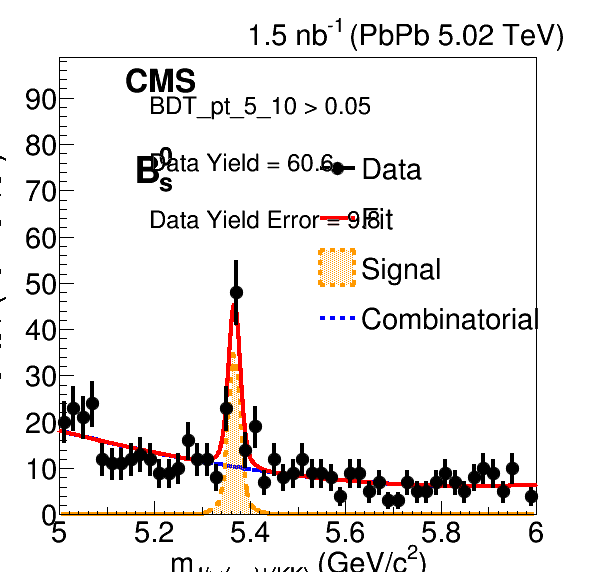 1.5 nb⁻¹ (PbPb 5.02 TeV)
CMS
BDT_pt_5_10 > 0.05
B⁰s
Data Yield = 60.6
Data Yield Error = 9.8
Data
Fit
Signal
Combinatorial
90
80
70
60
50
40
30
20
10
0
5 5.2 5.4 5.6 5.8 6
m (GeV/c²)